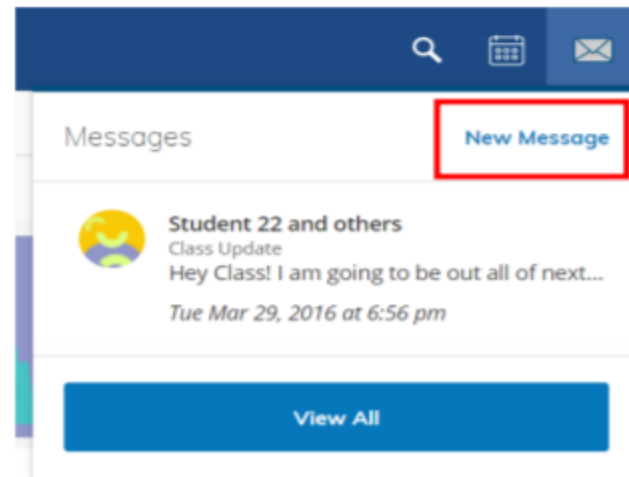 Messages
New Message
Student 22 and others
Class Update
Hey Class! I am going to be out all of next...
Tue Mar 29, 2016 at 6:56 pm
View All